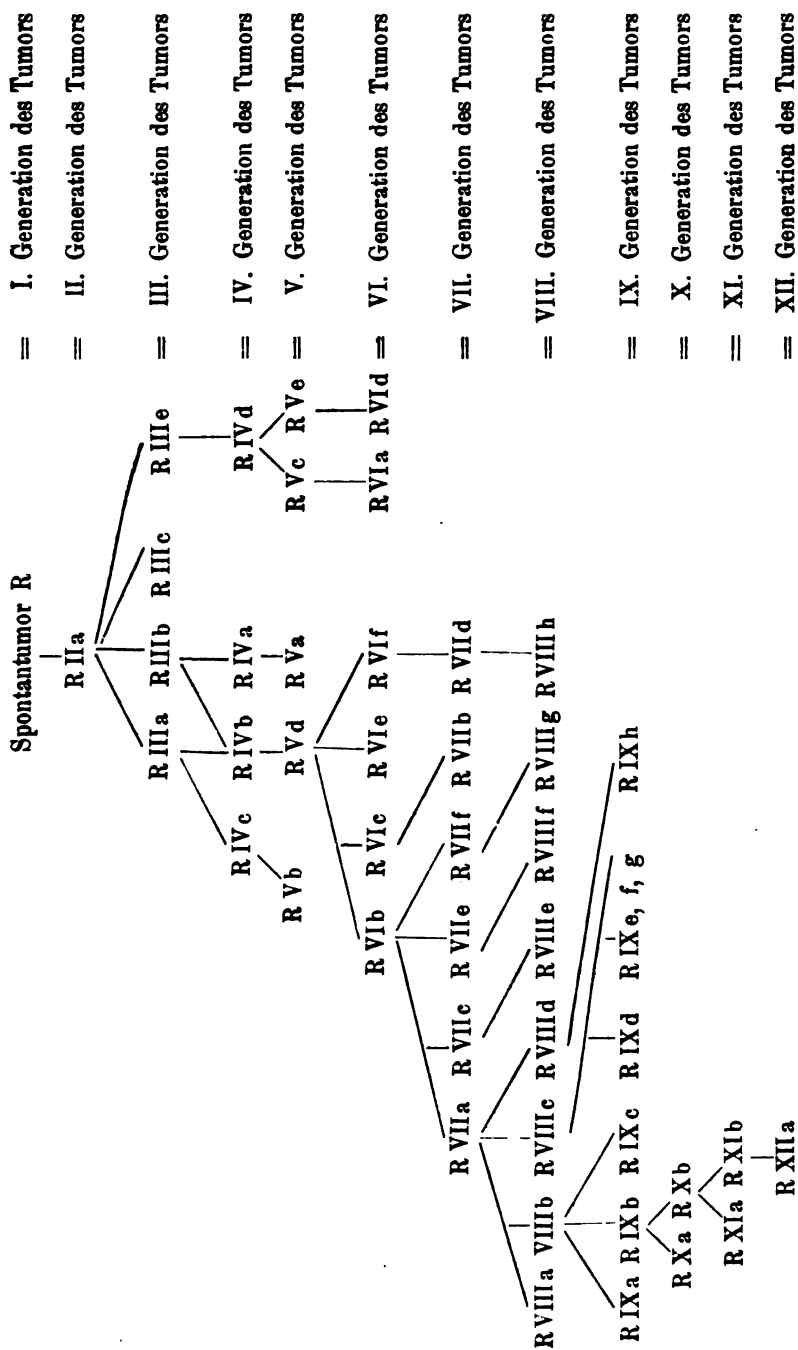 Spontantumor R = I. Generation des Tumors
R IIa = II. Generation des Tumors
R IIIa R IIIb R IIIc R IIIe = III. Generation des Tumors
R IVc R IVb R IVa R IVd = IV. Generation des Tumors
R Vb R Vd R Va R Vc R Ve = V. Generation des Tumors
R VIb R VIc R VIe R VIf R VIa R VId = VI. Generation des Tumors
R VIIa R VIIc R VIIe R VIIf R VIIb R VIId = VII. Generation des Tumors
R VIIIa VIIIb R VIIIc R VIIId R VIIIe R VIIIf R VIIIg R VIIIh = VIII. Generation des Tumors
R IXa R IXb R IXc R IXd R IXe, f, g R IXh = IX. Generation des Tumors
R Xa R Xb = X. Generation des Tumors
R XIa R XIb = XI. Generation des Tumors
R XIIa = XII. Generation des Tumors